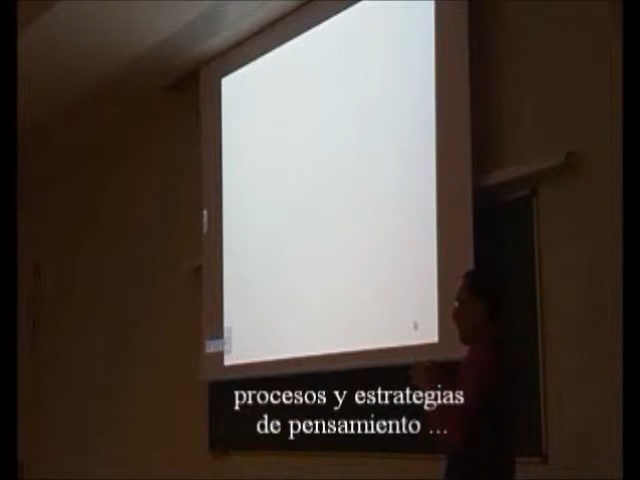 procesos y estrategias
de pensamiento ...